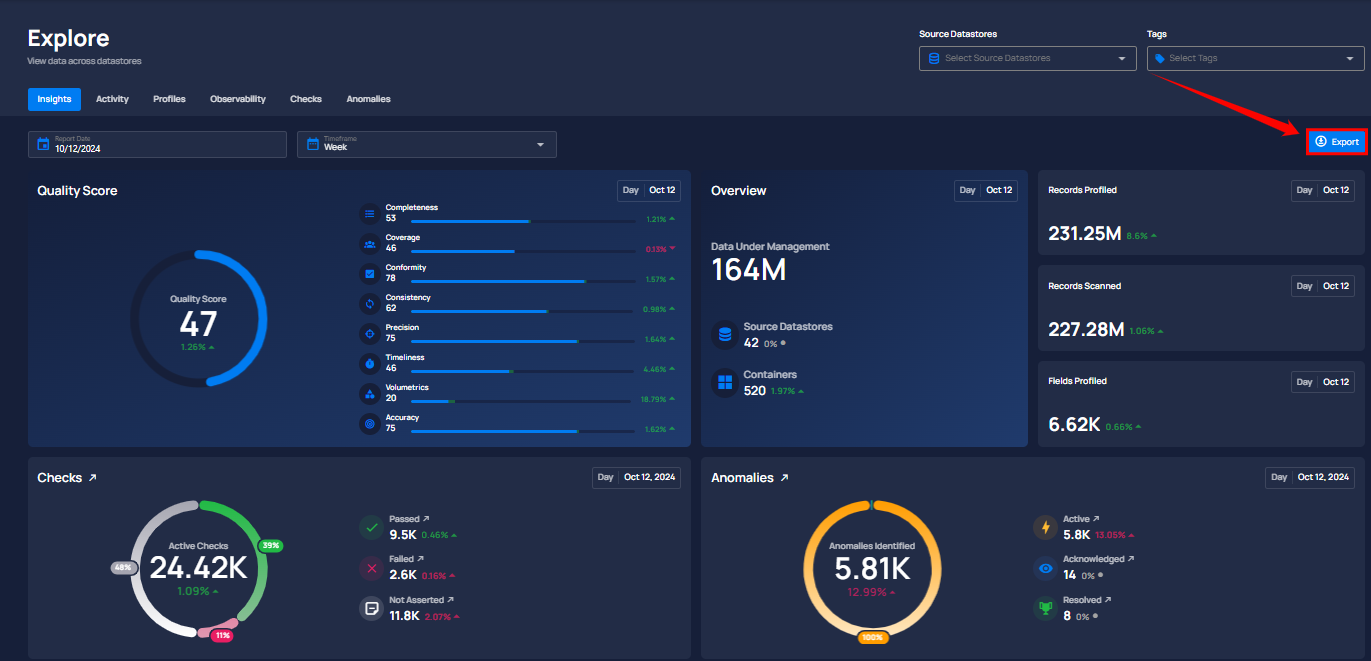 Explore
View data across datastores
Source Datastores
Select Source Datastores
Tags
Select Tags
Insights
Activity
Profiles
Observability
Checks
Anomalies
Report Date
10/12/2024
Timeframe
Week
Export
Quality Score
Day Oct 12
Quality Score
47
1.26%
Completeness
53
1.21%
Coverage
46
0.13%
Conformity
78
1.57%
Consistency
62
0.98%
Precision
75
1.64%
Timeliness
46
4.46%
Volumetrics
20
18.79%
Accuracy
75
1.62%
Overview
Day Oct 12
Data Under Management
164M
Source Datastores
42 0%
Containers
520 1.97%
Records Profiled
Day Oct 12
231.25M 8.6%
Records Scanned
Day Oct 12
227.28M 1.06%
Fields Profiled
Day Oct 12
6.62K 0.66%
Checks
Day Oct 12, 2024
Active Checks
24.42K
1.09%
39%
48%
11%
Passed
9.5K 0.46%
Failed
2.6K 0.16%
Not Asserted
11.8K 2.07%
Anomalies
Day Oct 12, 2024
Anomalies Identified
5.81K
12.99%
100%
Active
5.8K 13.05%
Acknowledged
14 0%
Resolved
8 0%